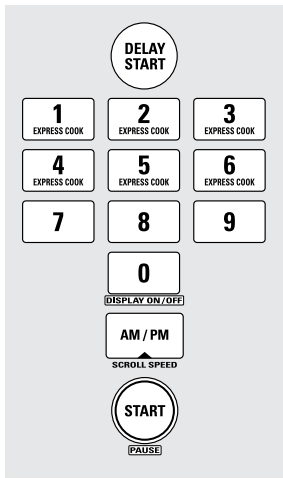 DELAY
START
1 2 3
EXPRESS COOK EXPRESS COOK EXPRESS COOK
4 5 6
EXPRESS COOK EXPRESS COOK EXPRESS COOK
7 8 9
0
DISPLAY ON/OFF
AM / PM
SCROLL SPEED
START
PAUSE